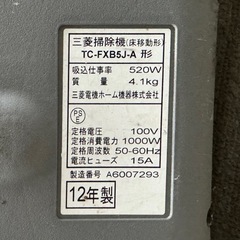 三菱掃除機(床移動形)
TC-FXB5J-A 形
吸込仕事率 520W
質量 4.1kg
三菱電機ホーム機器株式会社
PSE
定格電圧 100V
定格消費電力 1000W
定格周波数 50-60Hz
電流ヒューズ 15A
製造番号 A6007293
12年製